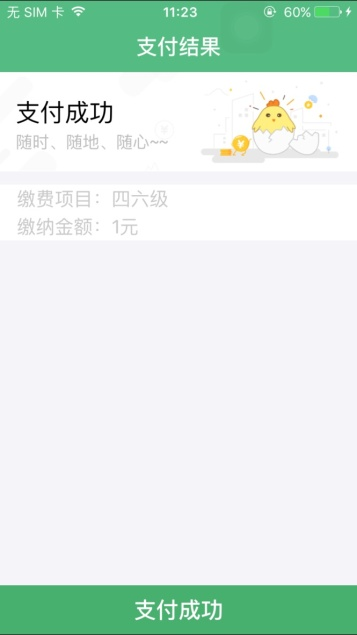 无 SIM 卡 11:23 60%
支付结果
支付成功
随时、随地、随心~~
缴费项目：四六级
缴纳金额：1元
支付成功